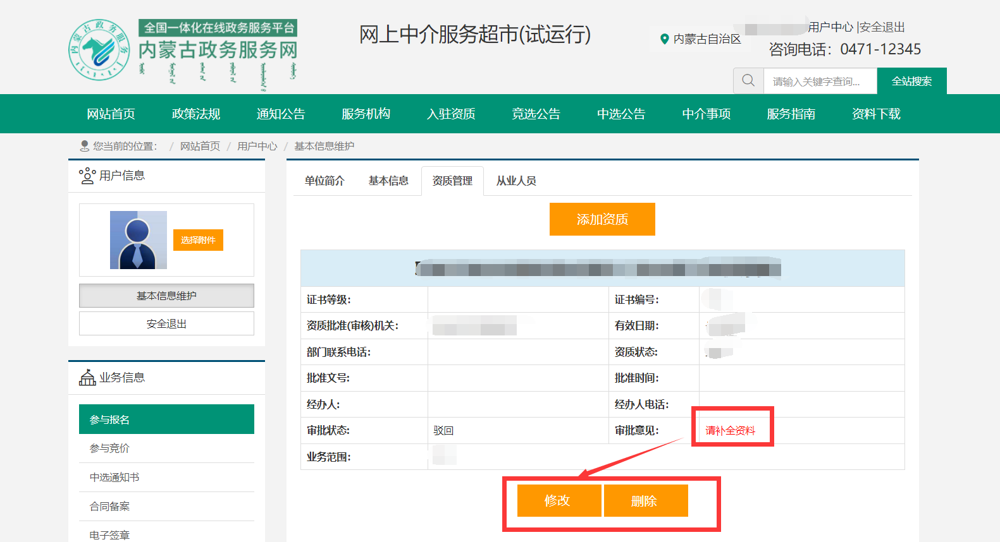 全国一体化在线政务服务平台
内蒙古政务服务网
内蒙古政务服务
网上中介服务超市(试运行)
内蒙古自治区
用户中心 |安全退出
咨询电话：0471-12345
请输入关键字查询...
全站搜索
网站首页 政策法规 通知公告 服务机构 入驻资质 竞选公告 中选公告 中介事项 服务指南 资料下载
您当前的位置： / 网站首页 / 用户中心 / 基本信息维护
用户信息
选择附件
基本信息维护
安全退出
业务信息
参与报名
参与竞价
中选通知书
合同备案
电子签章
单位简介 基本信息 资质管理 从业人员
添加资质
证书等级： 证书编号：
资质批准(审核)机关： 有效日期：
部门联系电话： 资质状态：
批准文号： 批准时间：
经办人： 经办人电话：
审批状态： 驳回 审批意见： 请补全资料
业务范围：
修改 删除